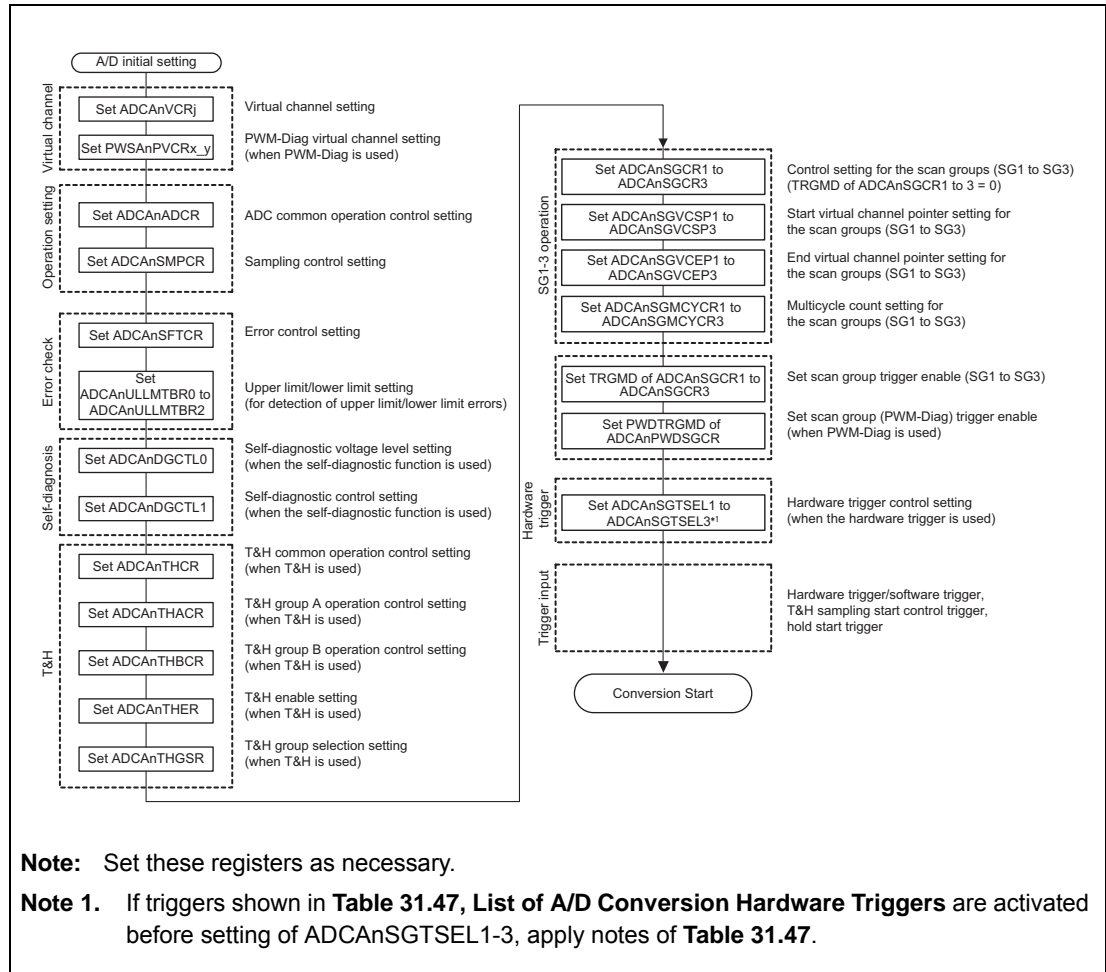 A/D initial setting
Virtual channel
Set ADCAnVCRj
Virtual channel setting
Set PWSAnPVCRx_y
PWM-Diag virtual channel setting
(when PWM-Diag is used)
Operation setting
Set ADCAnADCR
ADC common operation control setting
Set ADCAnSMPCR
Sampling control setting
Error check
Set ADCAnSFTCR
Error control setting
Set
ADCAnULLMTBR0 to
ADCAnULLMTBR2
Upper limit/lower limit setting
(for detection of upper limit/lower limit errors)
Self-diagnosis
Set ADCAnDGCTL0
Self-diagnostic voltage level setting
(when the self-diagnostic function is used)
Set ADCAnDGCTL1
Self-diagnostic control setting
(when the self-diagnostic function is used)
T&H
Set ADCAnTHCR
T&H common operation control setting
(when T&H is used)
Set ADCAnTHACR
T&H group A operation control setting
(when T&H is used)
Set ADCAnTHBCR
T&H group B operation control setting
(when T&H is used)
Set ADCAnTHER
T&H enable setting
(when T&H is used)
Set ADCAnTHGSR
T&H group selection setting
(when T&H is used)
SG1-3 operation
Set ADCAnSGCR1 to
ADCAnSGCR3
Control setting for the scan groups (SG1 to SG3)
(TRGMD of ADCAnSGCR1 to 3 = 0)
Set ADCAnSGVCSP1 to
ADCAnSGVCSP3
Start virtual channel pointer setting for
the scan groups (SG1 to SG3)
Set ADCAnSGVCEP1 to
ADCAnSGVCEP3
End virtual channel pointer setting for
the scan groups (SG1 to SG3)
Set ADCAnSGMCYCR1 to
ADCAnSGMCYCR3
Multicycle count setting for
the scan groups (SG1 to SG3)
Set TRGMD of ADCAnSGCR1 to
ADCAnSGCR3
Set scan group trigger enable (SG1 to SG3)
Set PWDTRGMD of
ADCAnPWDSGCR
Set scan group (PWM-Diag) trigger enable
(when PWM-Diag is used)
Hardware
trigger
Set ADCAnSGTSEL1 to
ADCAnSGTSEL3*1
Hardware trigger control setting
(when the hardware trigger is used)
Trigger input
Hardware trigger/software trigger,
T&H sampling start control trigger,
hold start trigger
Conversion Start
Note: Set these registers as necessary.
Note 1. If triggers shown in Table 31.47, List of A/D Conversion Hardware Triggers are activated
before setting of ADCAnSGTSEL1-3, apply notes of Table 31.47.